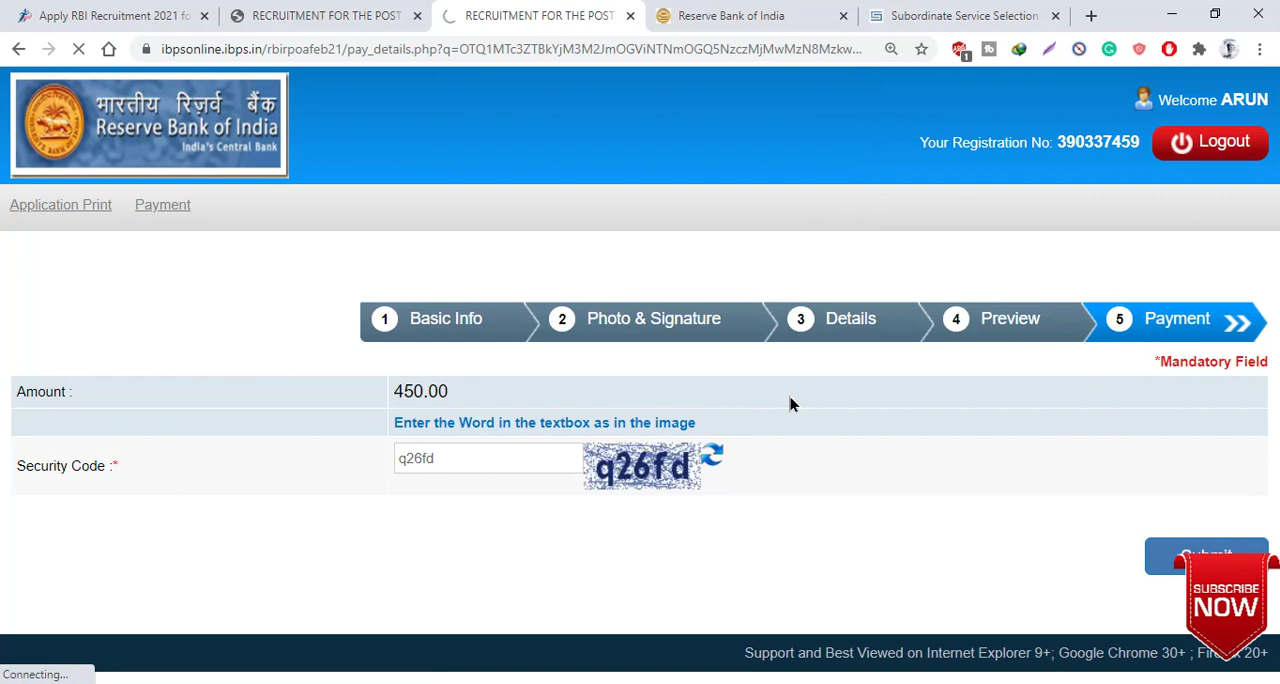 Apply RBI Recruitment 2021 fo
RECRUITMENT FOR THE POST
RECRUITMENT FOR THE POST
Reserve Bank of India
Subordinate Service Selection
ibpsonline.ibps.in/rbirpoafeb21/pay_details.php?q=OTQ1MTc3ZTBkYjM3M2JmOGViNTNmOGQ5NzczMjMwMzN8Mzkw...
भारतीय रिज़र्व बैंक
Reserve Bank of India
India's Central Bank
Welcome ARUN
Your Registration No: 390337459
Logout
Application Print Payment
1 Basic Info 2 Photo & Signature 3 Details 4 Preview 5 Payment
*Mandatory Field
Amount : 450.00
Enter the Word in the textbox as in the image
Security Code :* q26fd q26fd
Submit
SUBSCRIBE
NOW
Support and Best Viewed on Internet Explorer 9+; Google Chrome 30+ ; Firefox 20+
Connecting...